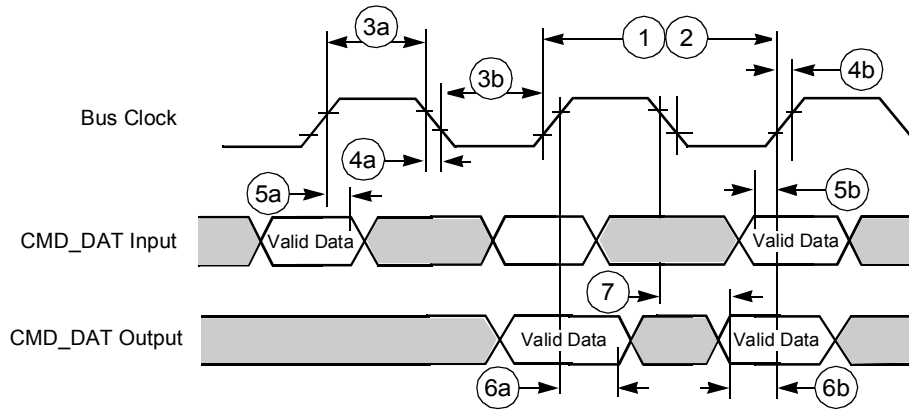 3a
1 2
3b
4b
Bus Clock
4a
5a
5b
CMD_DAT Input
Valid Data
Valid Data
7
CMD_DAT Output
Valid Data
Valid Data
6a
6b